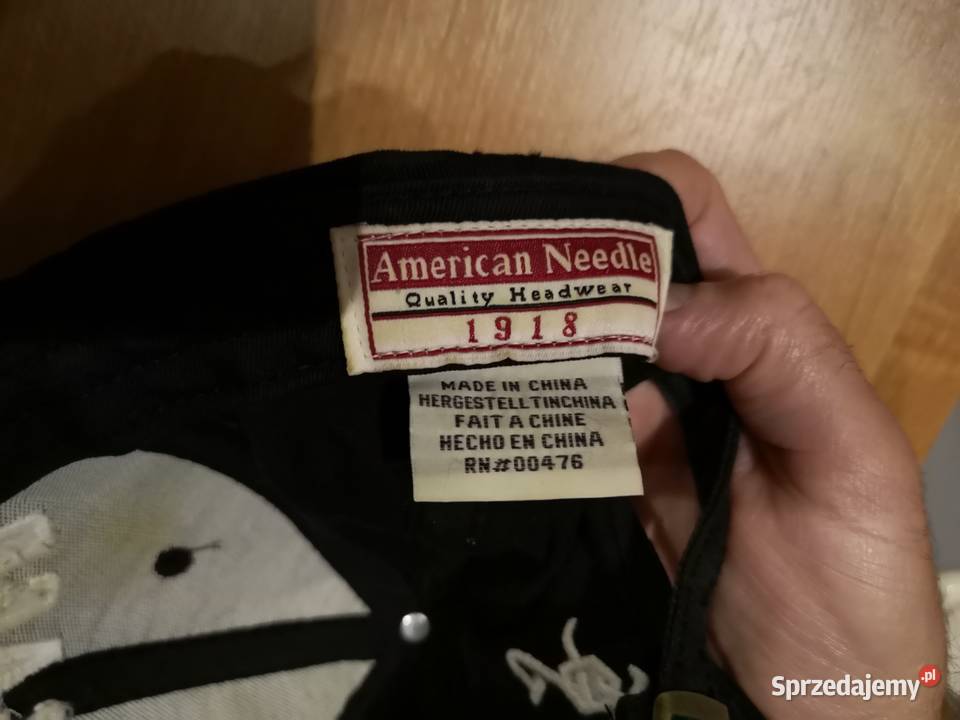 American Needle
Quality Headwear
1918
MADE IN CHINA
HERGESTELLTINCHINA
FAIT A CHINE
HECHO EN CHINA
RN#00476
Sprzedajemy.pl